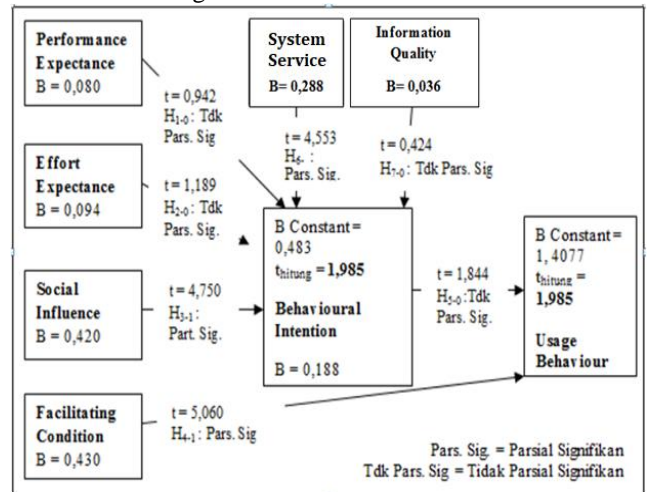 Performance
Expectance
B = 0,080
t = 0,942
H1-0: Tdk
Pars. Sig
System
Service
B= 0,288
Information
Quality
B= 0,036
t = 4,553
H6- :
Pars. Sig.
t = 0,424
H7-0: Tdk Pars. Sig
Effort
Expectance
B = 0,094
t = 1,189
H2-0: Tdk
Pars. Sig.
Social
Influence
B = 0,420
t = 4,750
H3-1:
Part. Sig.
B Constant=
0,483
thitung = 1,985
Behavioural
Intention
B = 0,188
t = 1,844
H5-0:Tdk
Pars. Sig.
B Constant=
1, 4077
thitung =
1,985
Usage
Behaviour
Facilitating
Condition
B = 0,430
t = 5,060
H4-1: Pars. Sig
Pars. Sig. = Parsial Signifikan
Tdk Pars. Sig = Tidak Parsial Signifikan